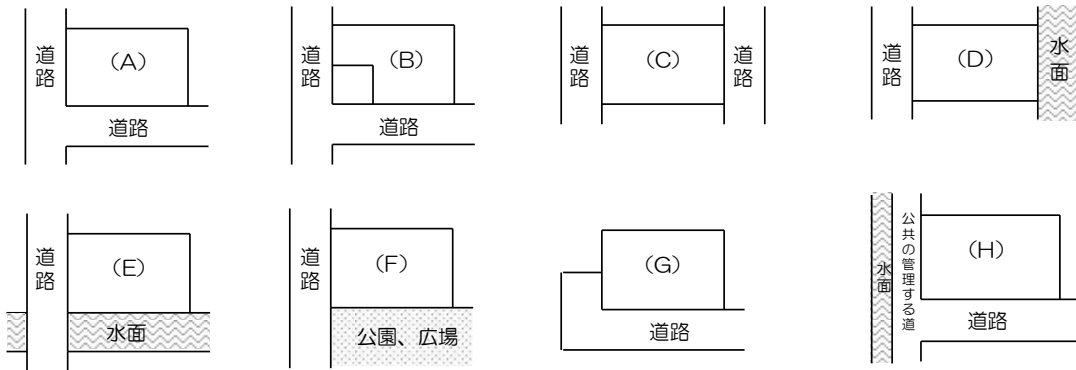 道路
(A)
道路
道路
(B)
道路
道路
(C)
道路
道路
(D)
水面
道路
(E)
水面
道路
(F)
公園、広場
(G)
道路
水面
公共の管理する道
(H)
道路